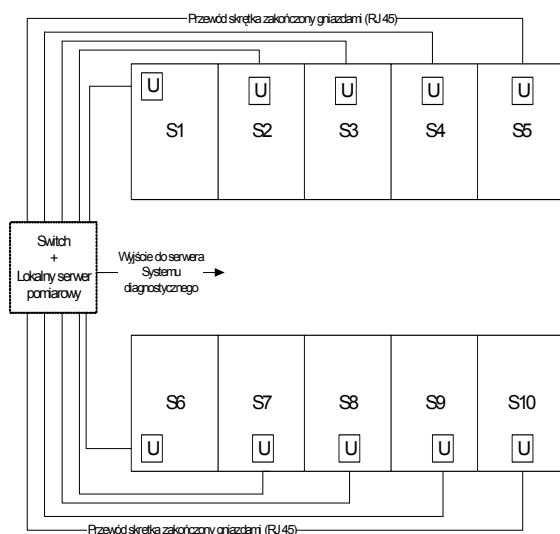 Przewód skrętka zakończony gniazdami (RJ45)
U U U U U
S1 S2 S3 S4 S5
Switch
+
Lokalny serwer
pomiarowy
Wyjście do serwera
Systemu
diagnostycznego
S6 S7 S8 S9 S10
U U U U U
Przewód skrętka zakończony gniazdami (RJ45)